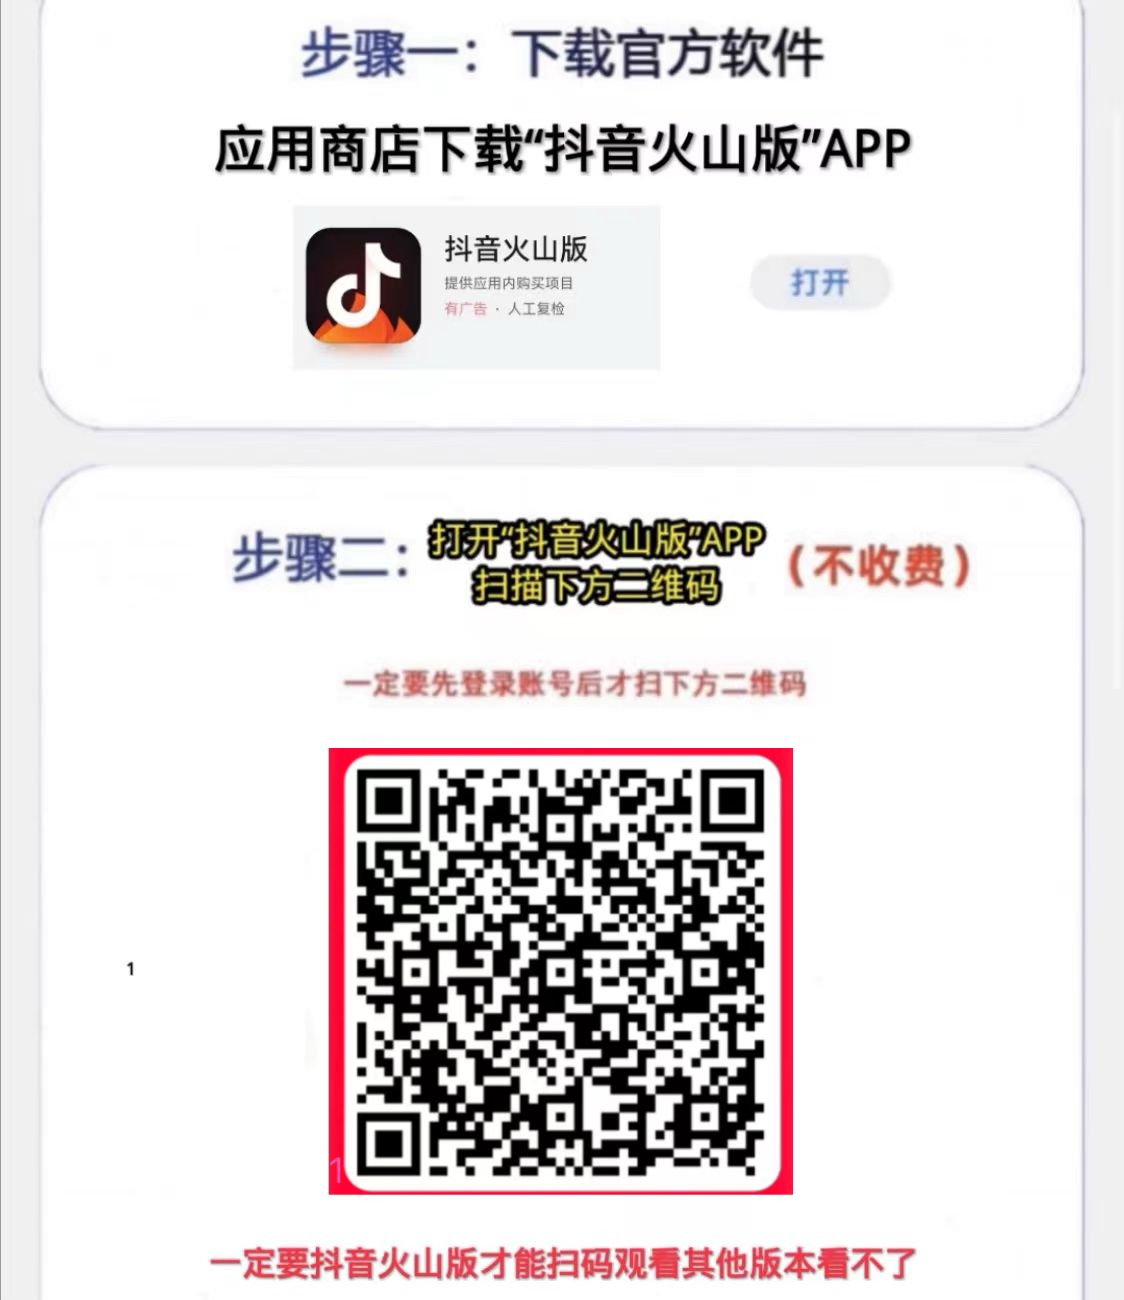 步骤一：下载官方软件
应用商店下载“抖音火山版”APP
抖音火山版
提供应用内购买项目
有广告 · 人工复检
打开
步骤二：打开“抖音火山版”APP
扫描下方二维码
（不收费）
一定要先登录账号后才扫下方二维码
1
1
一定要抖音火山版才能扫码观看其他版本看不了